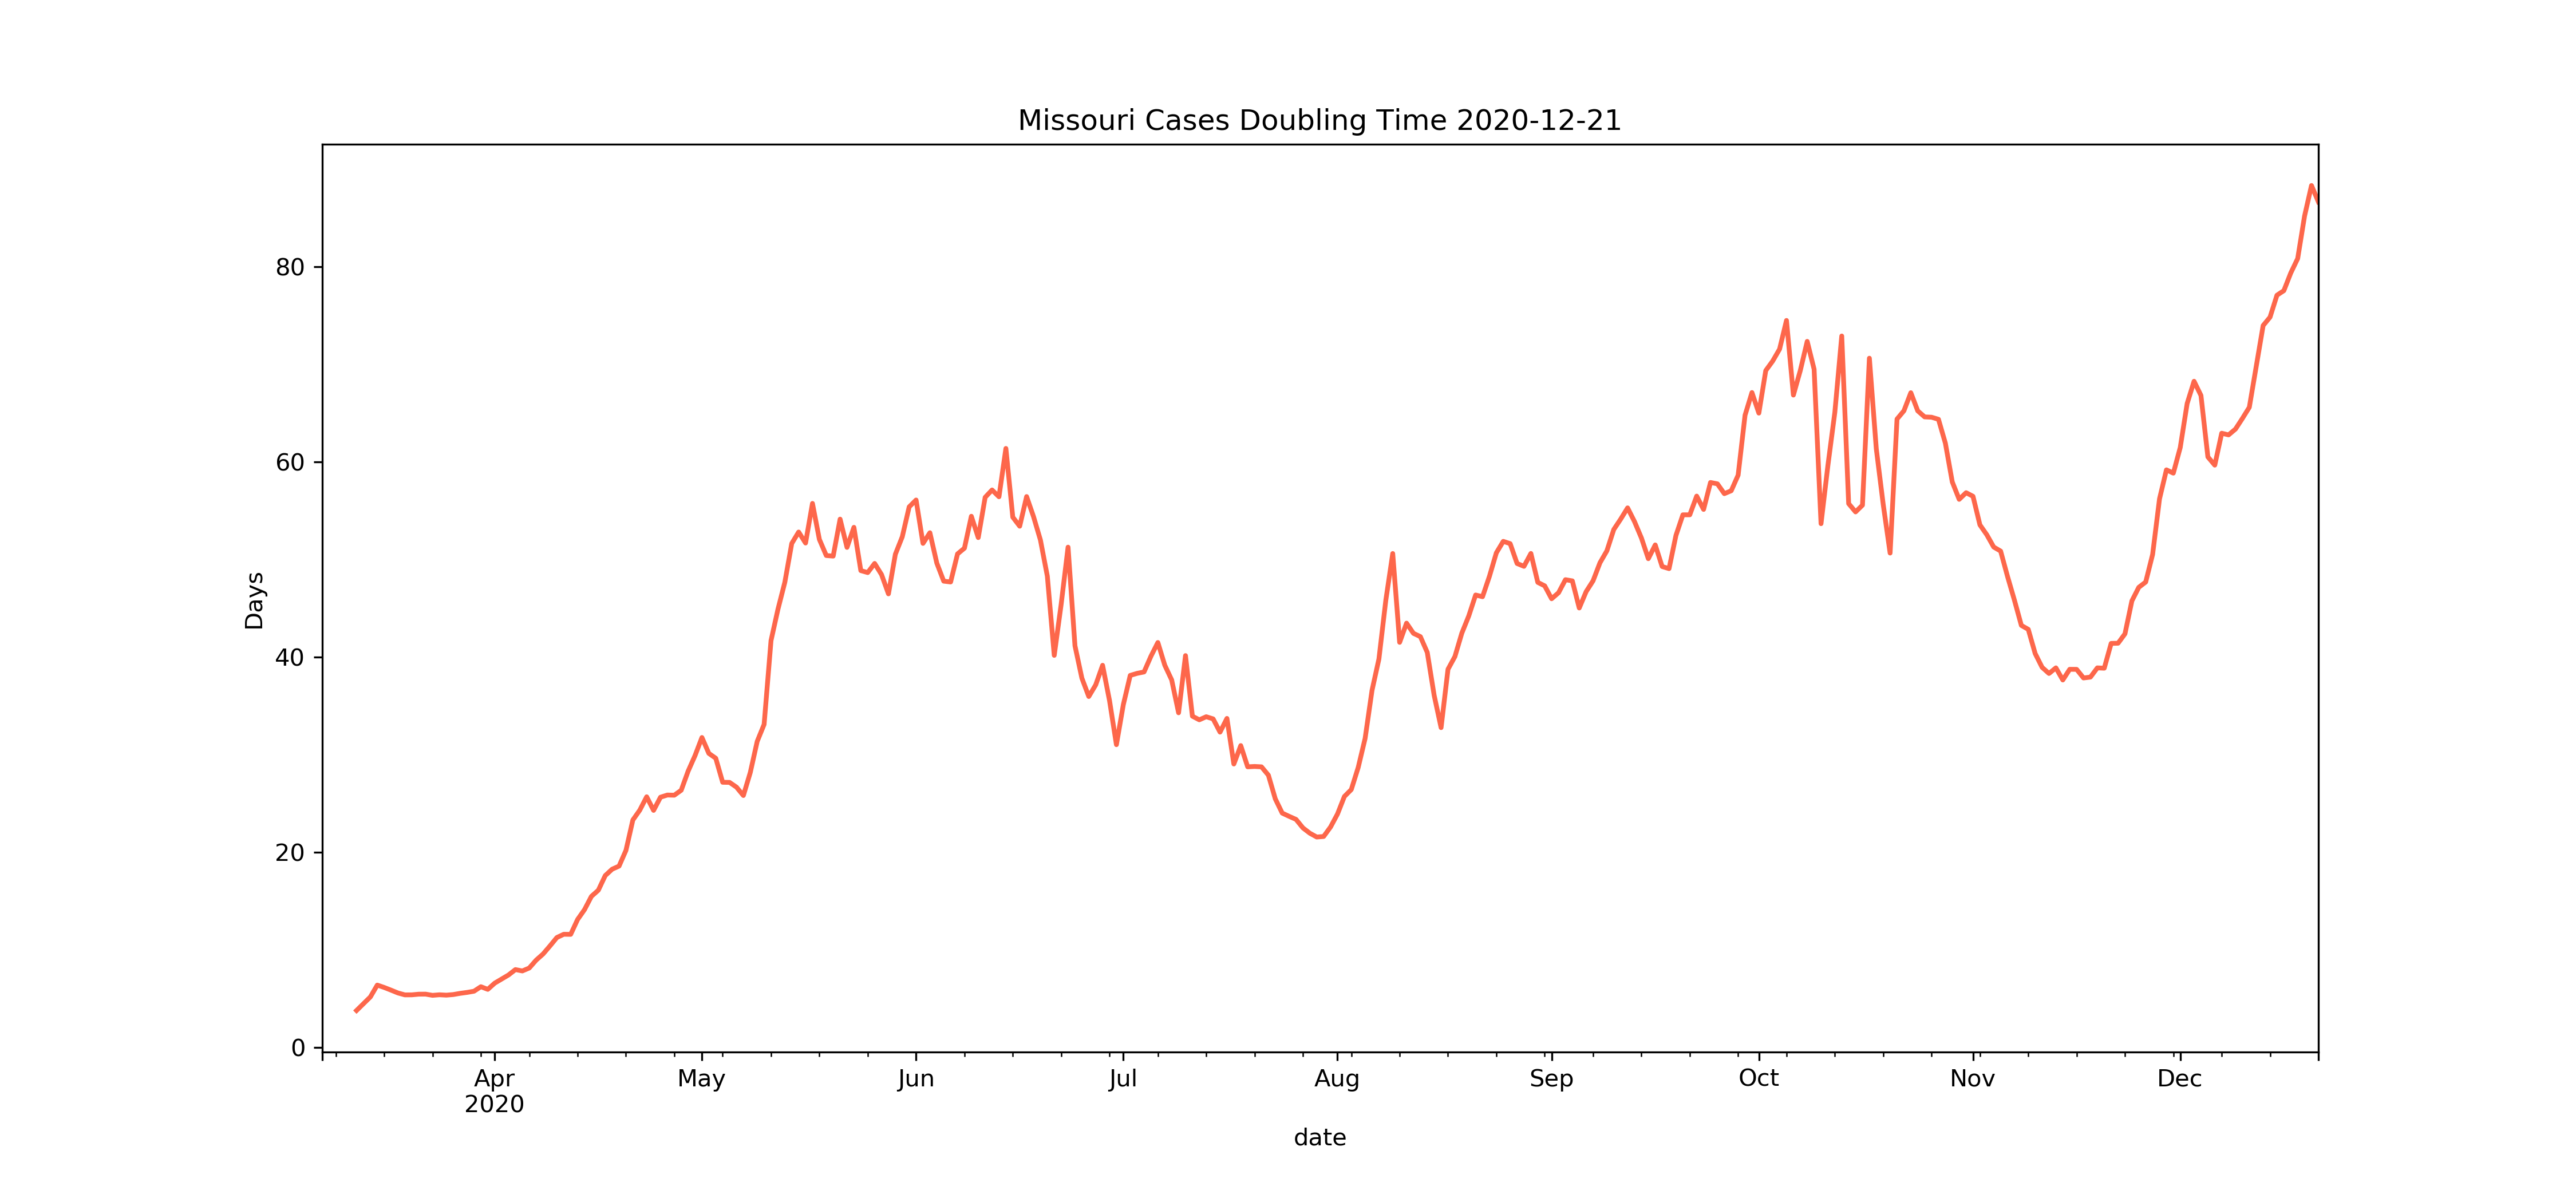 Missouri Cases Doubling Time 2020-12-21
80
60
40
20
0
Days
Apr May Jun Jul Aug Sep Oct Nov Dec
2020
date